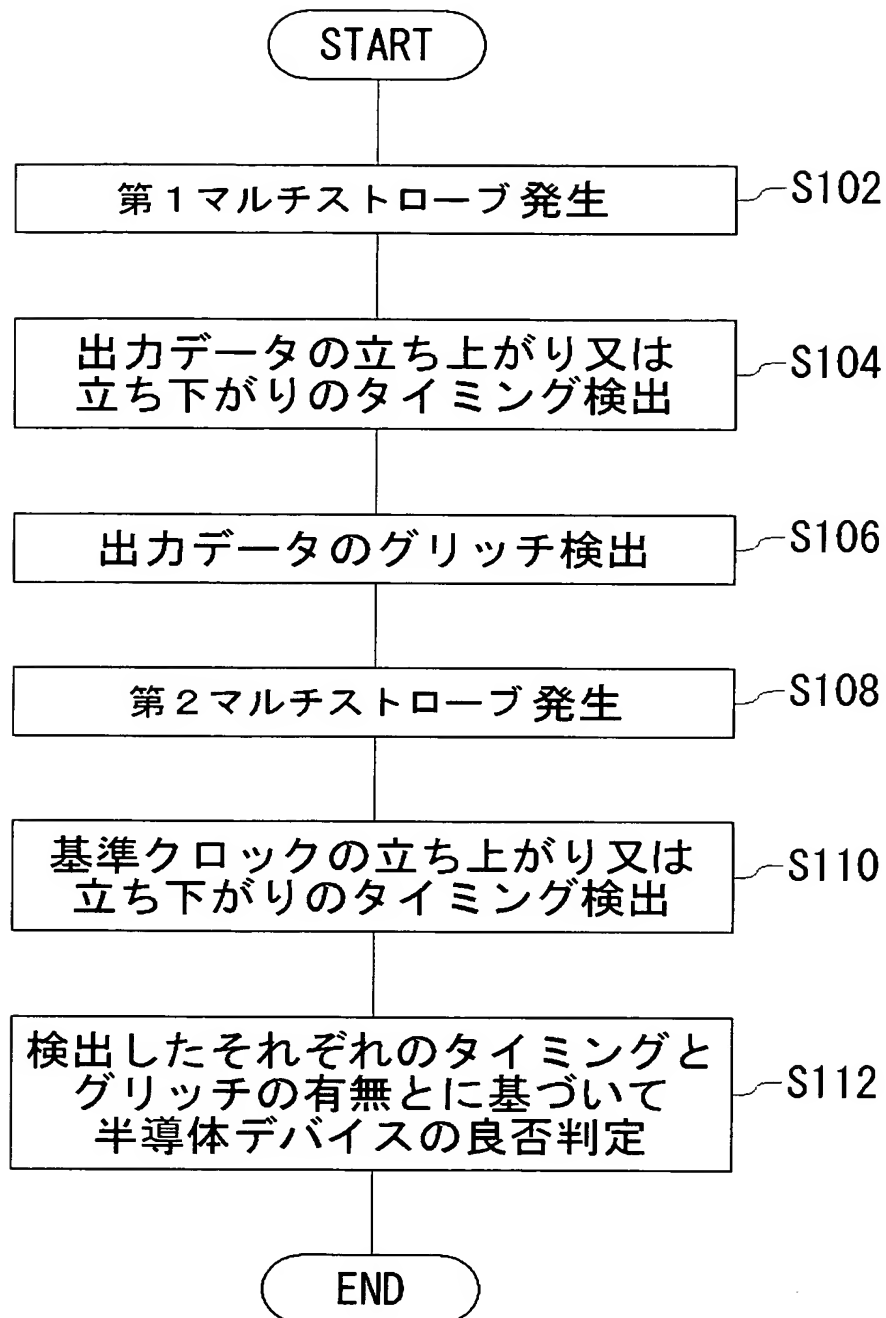 START
第1マルチストローブ発生
S102
出力データの立ち上がり又は
立ち下がりのタイミング検出
S104
出力データのグリッチ検出
S106
第2マルチストローブ発生
S108
基準クロックの立ち上がり又は
立ち下がりのタイミング検出
S110
検出したそれぞれのタイミングと
グリッチの有無とに基づいて
半導体デバイスの良否判定
S112
END